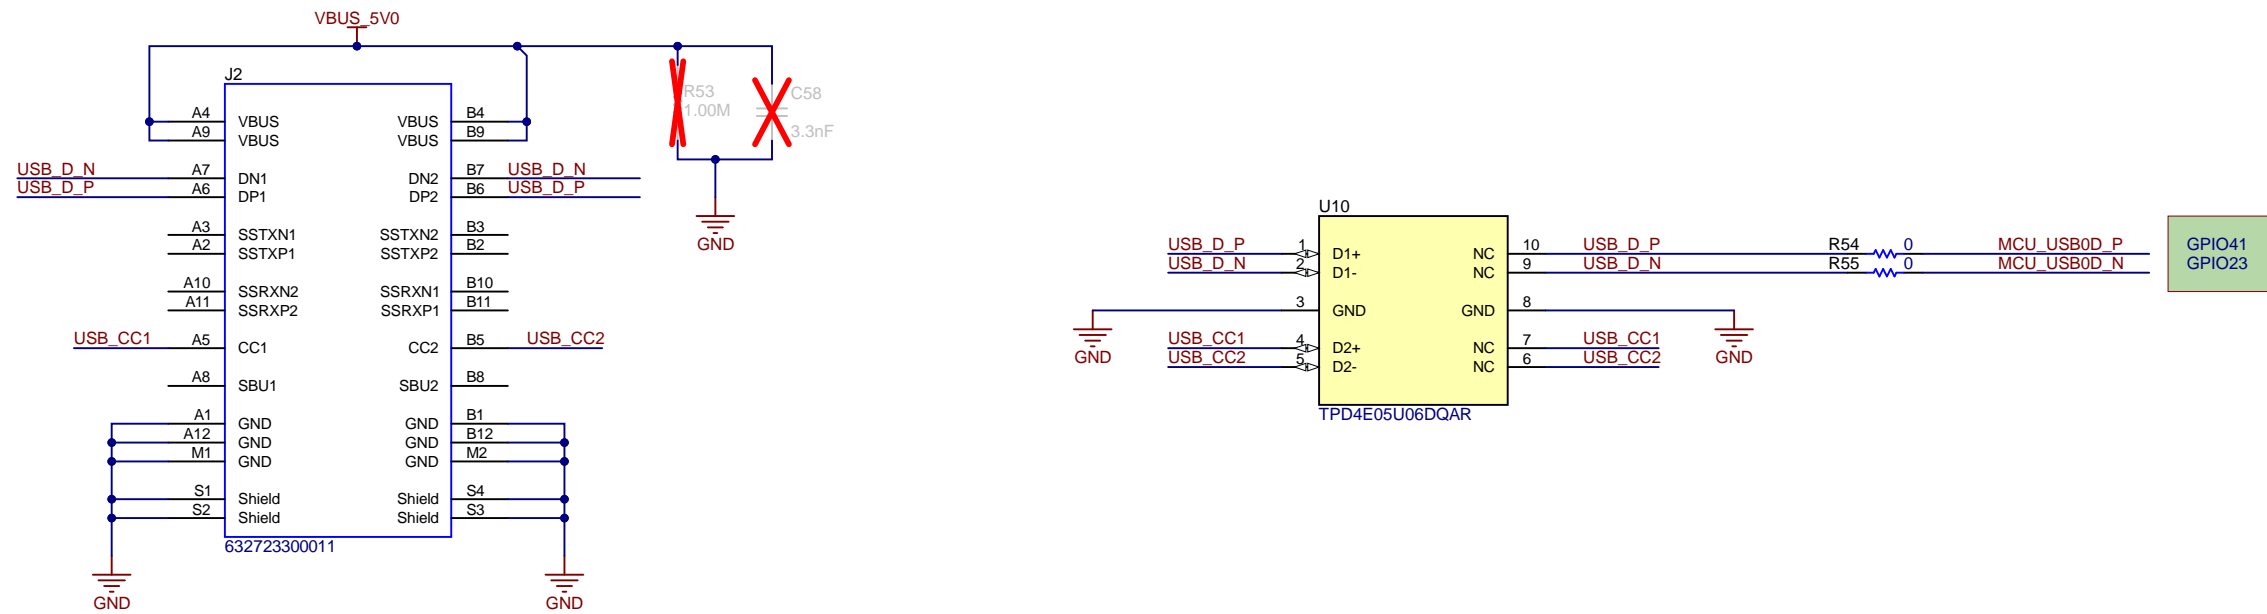 VBUS_5V0
J2
A4 VBUS VBUS B4
A9 VBUS VBUS B9
USB_D_N A7 DN1 DN2 B7 USB_D_N
USB_D_P A6 DP1 DP2 B6 USB_D_P
A3 SSTXN1 SSTXN2 B3
A2 SSTXP1 SSTXP2 B2
A10 SSRXN2 SSRXN1 B10
A11 SSRXP2 SSRXP1 B11
USB_CC1 A5 CC1 CC2 B5 USB_CC2
A8 SBU1 SBU2 B8
A1 GND GND B1
A12 GND GND B12
M1 GND GND M2
S1 Shield Shield S4
S2 Shield Shield S3
632723300011
GND GND
R53
1.00M
C58
3.3nF
GND
U10
USB_D_P 1 D1+ NC 10 USB_D_P R54 0 MCU_USB0D_P GPIO41
USB_D_N 2 D1- NC 9 USB_D_N R55 0 MCU_USB0D_N GPIO23
3 GND GND 8
GND GND
USB_CC1 4 D2+ NC 7 USB_CC1
USB_CC2 5 D2- NC 6 USB_CC2
TPD4E05U06DQAR